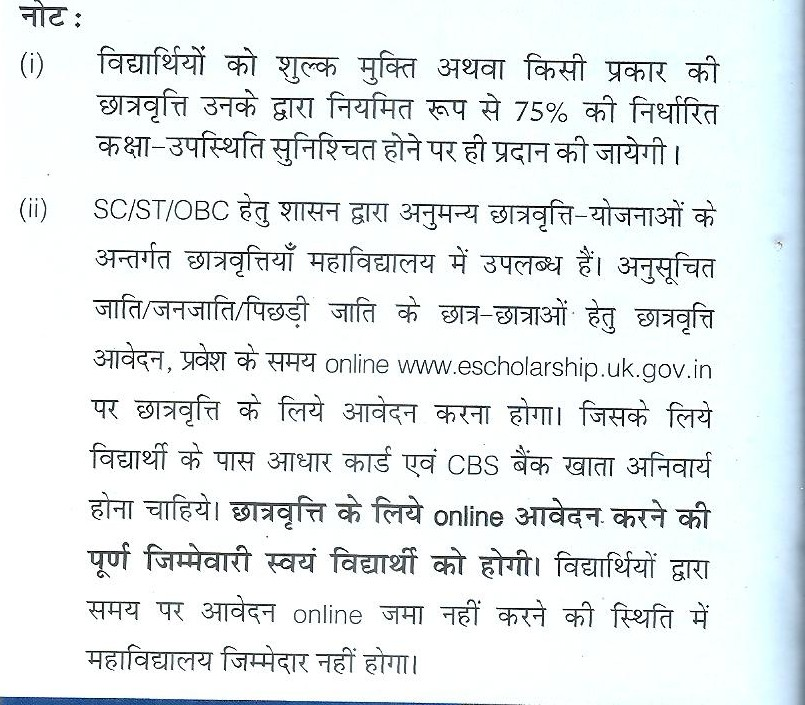 नोट :
(i) विद्यार्थियों को शुल्क मुक्ति अथवा किसी प्रकार की
छात्रवृत्ति उनके द्वारा नियमित रूप से 75% की निर्धारित
कक्षा-उपस्थिति सुनिश्चित होने पर ही प्रदान की जायेगी।
(ii) SC/ST/OBC हेतु शासन द्वारा अनुमन्य छात्रवृत्ति-योजनाओं के
अन्तर्गत छात्रवृत्तियाँ महाविद्यालय में उपलब्ध हैं। अनुसूचित
जाति/जनजाति/पिछड़ी जाति के छात्र-छात्राओं हेतु छात्रवृत्ति
आवेदन, प्रवेश के समय online www.escholarship.uk.gov.in
पर छात्रवृत्ति के लिये आवेदन करना होगा। जिसके लिये
विद्यार्थी के पास आधार कार्ड एवं CBS बैंक खाता अनिवार्य
होना चाहिये। छात्रवृत्ति के लिये online आवेदन करने की
पूर्ण जिम्मेवारी स्वयं विद्यार्थी को होगी। विद्यार्थियों द्वारा
समय पर आवेदन online जमा नहीं करने की स्थिति में
महाविद्यालय जिम्मेदार नहीं होगा।